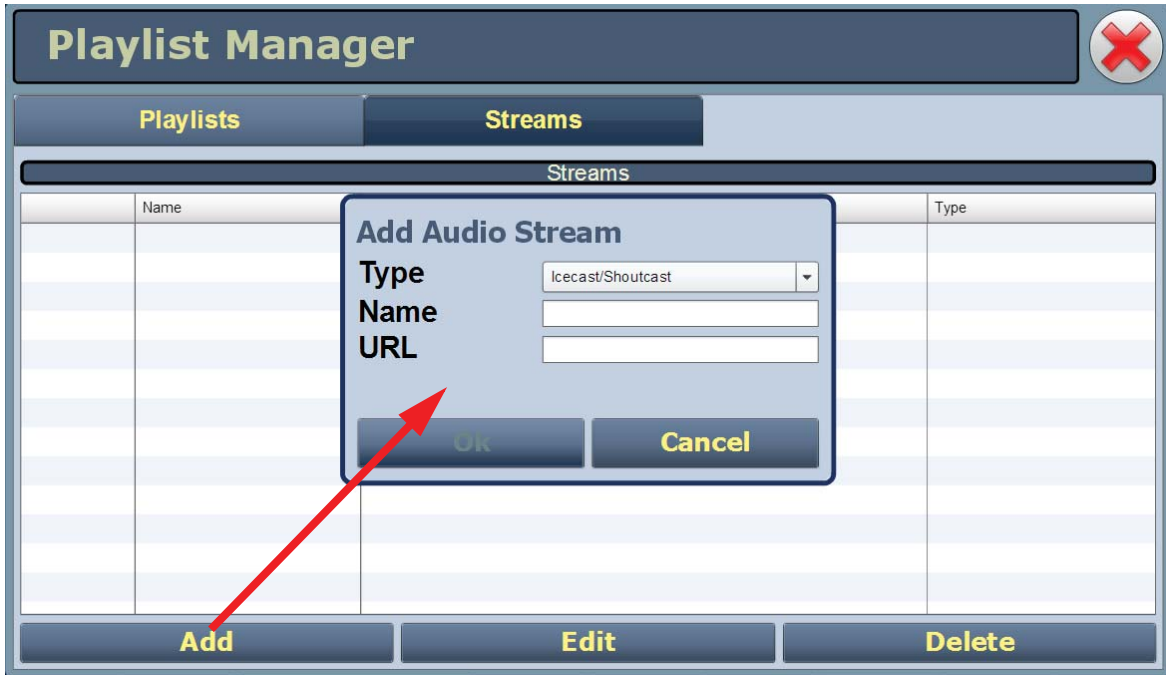 Playlist Manager
Playlists Streams
Streams
Name Type
Add Audio Stream
Type Icecast/Shoutcast
Name
URL
Ok Cancel
Add Edit Delete